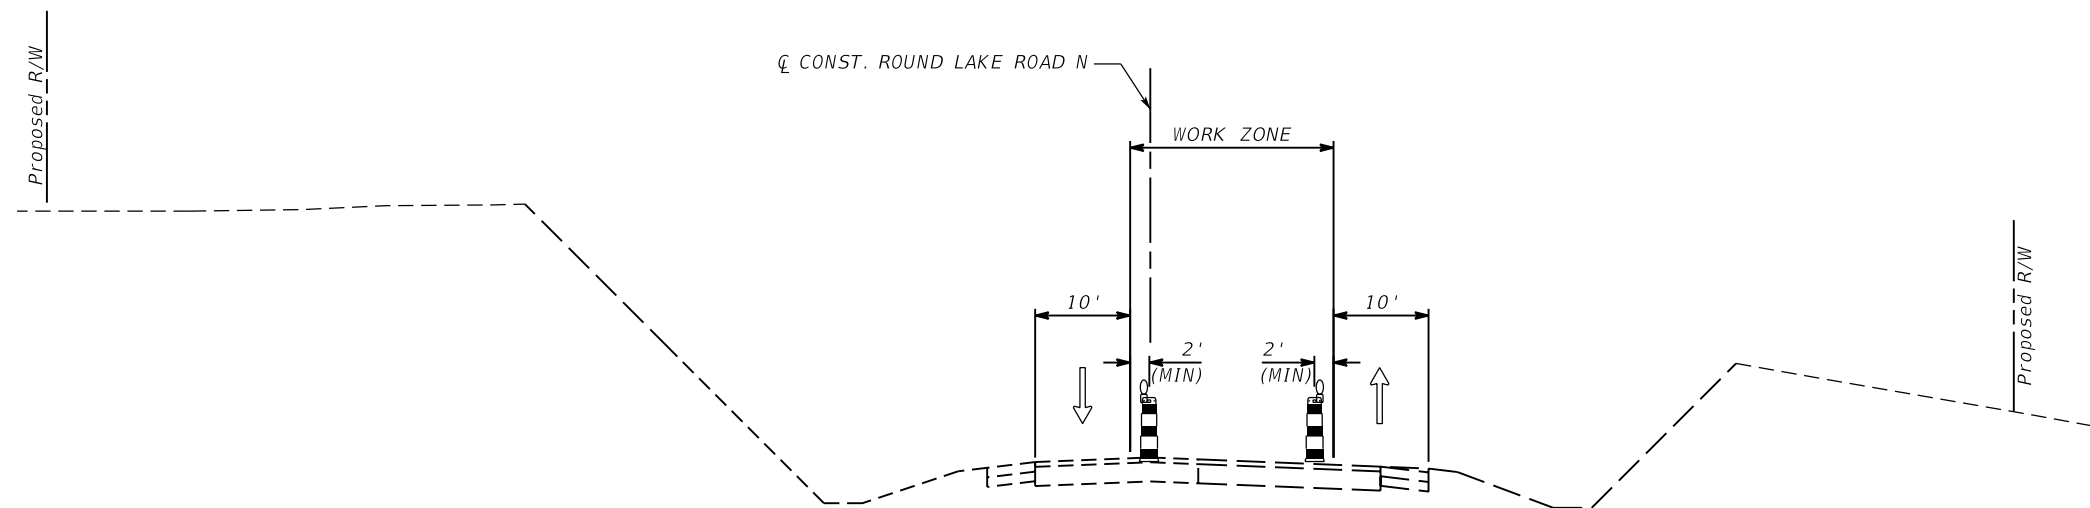 Proposed R/W
℄ CONST. ROUND LAKE ROAD N
WORK ZONE
10'
10'
2'
(MIN)
2'
(MIN)
Proposed R/W